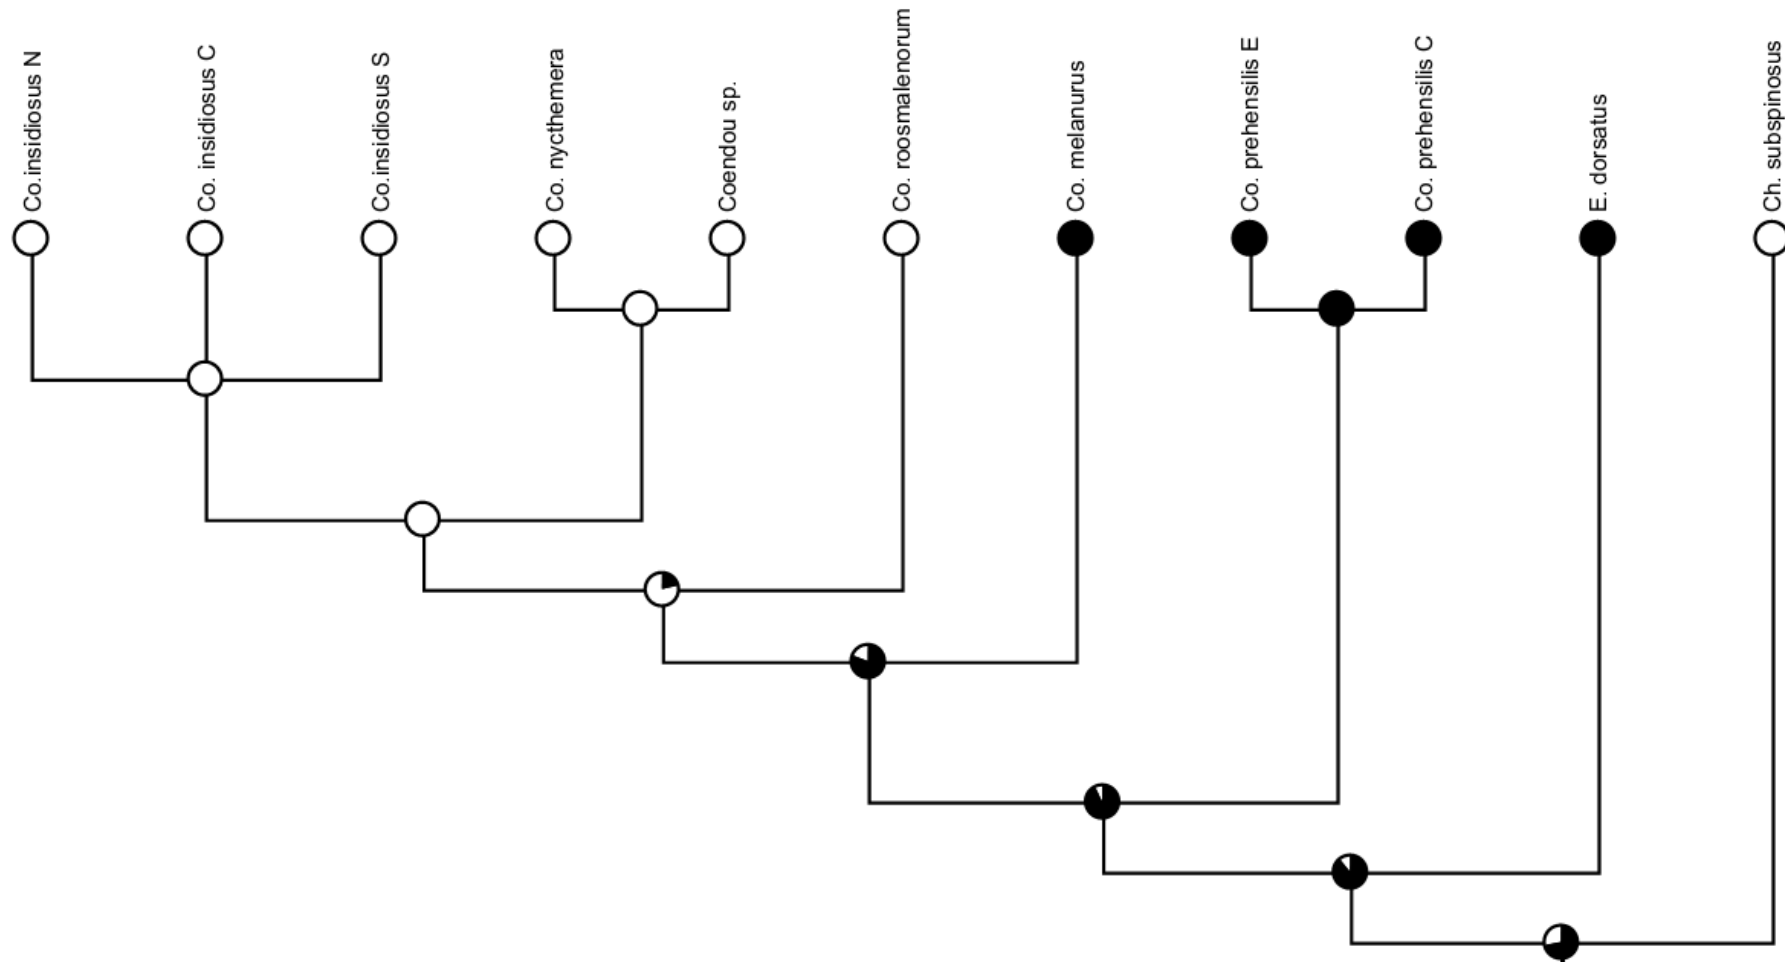 Co.insidiosus N
Co. insidiosus C
Co.insidiosus S
Co. nycthemera
Coendou sp.
Co. roosmalenorum
Co. melanurus
Co. prehensilis E
Co. prehensilis C
E. dorsatus
Ch. subspinosus